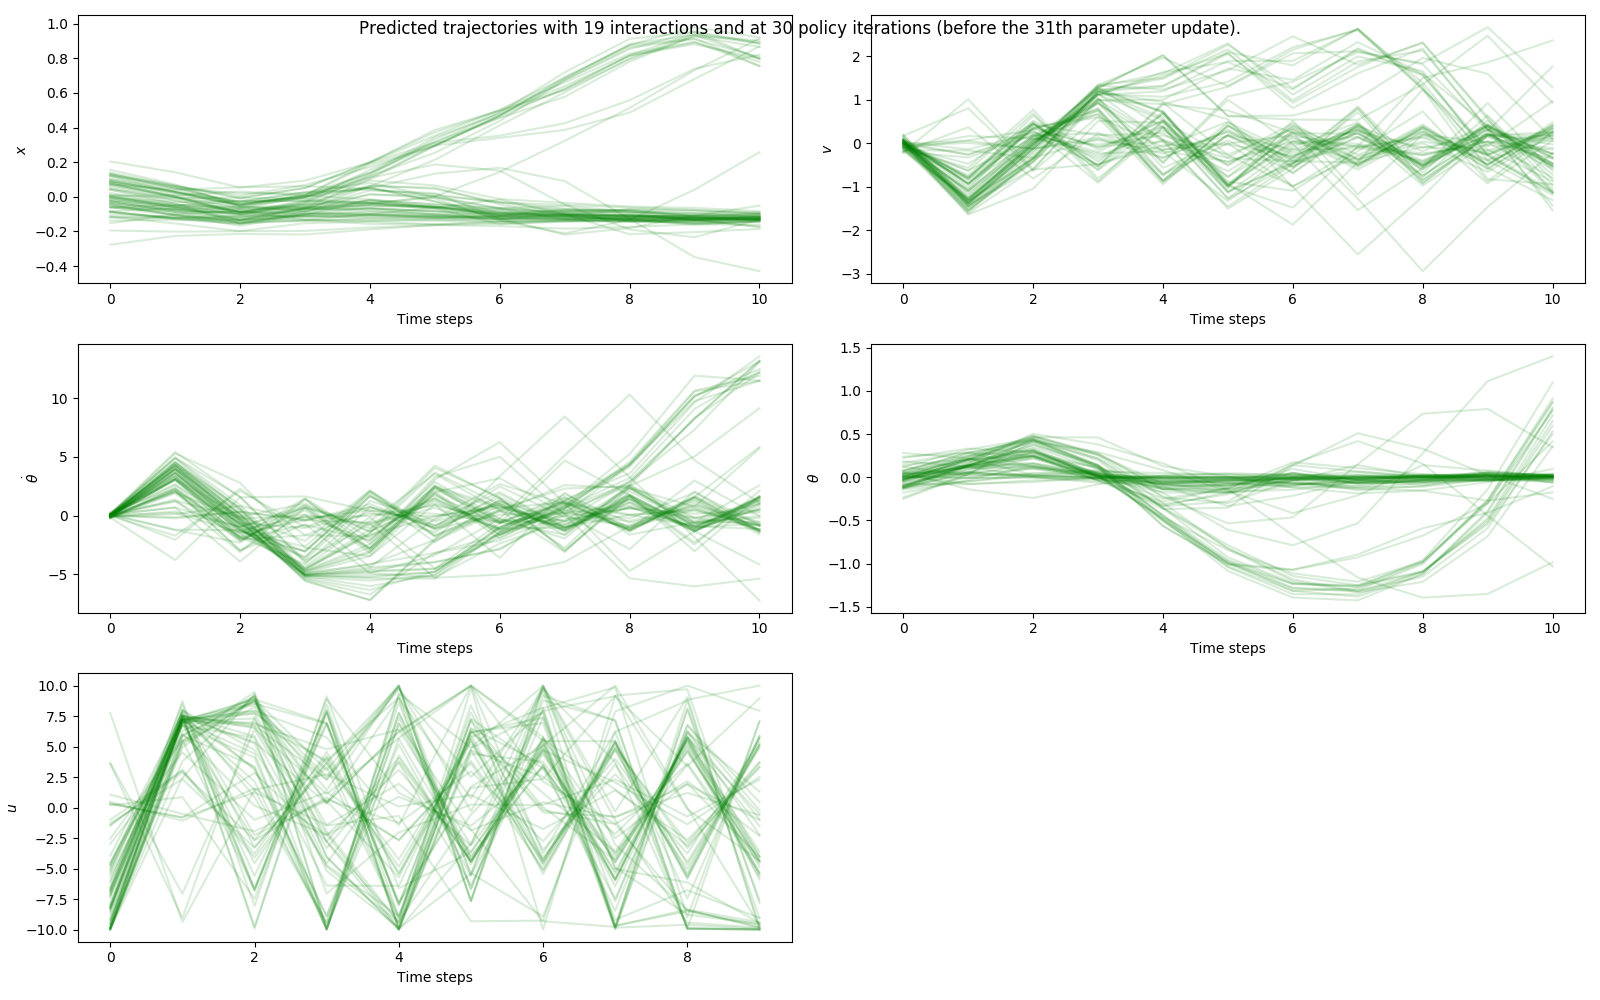 Predicted trajectories with 19 interactions and at 30 policy iterations (before the 31th parameter update).
1.0
0.8
0.6
0.4
0.2
0.0
−0.2
−0.4
x
0 2 4 6 8 10
Time steps
2
1
0
−1
−2
−3
v
0 2 4 6 8 10
Time steps
10
5
0
−5
θ̇
0 2 4 6 8 10
Time steps
1.5
1.0
0.5
0.0
−0.5
−1.0
−1.5
θ
0 2 4 6 8 10
Time steps
10.0
7.5
5.0
2.5
0.0
−2.5
−5.0
−7.5
−10.0
u
0 2 4 6 8
Time steps